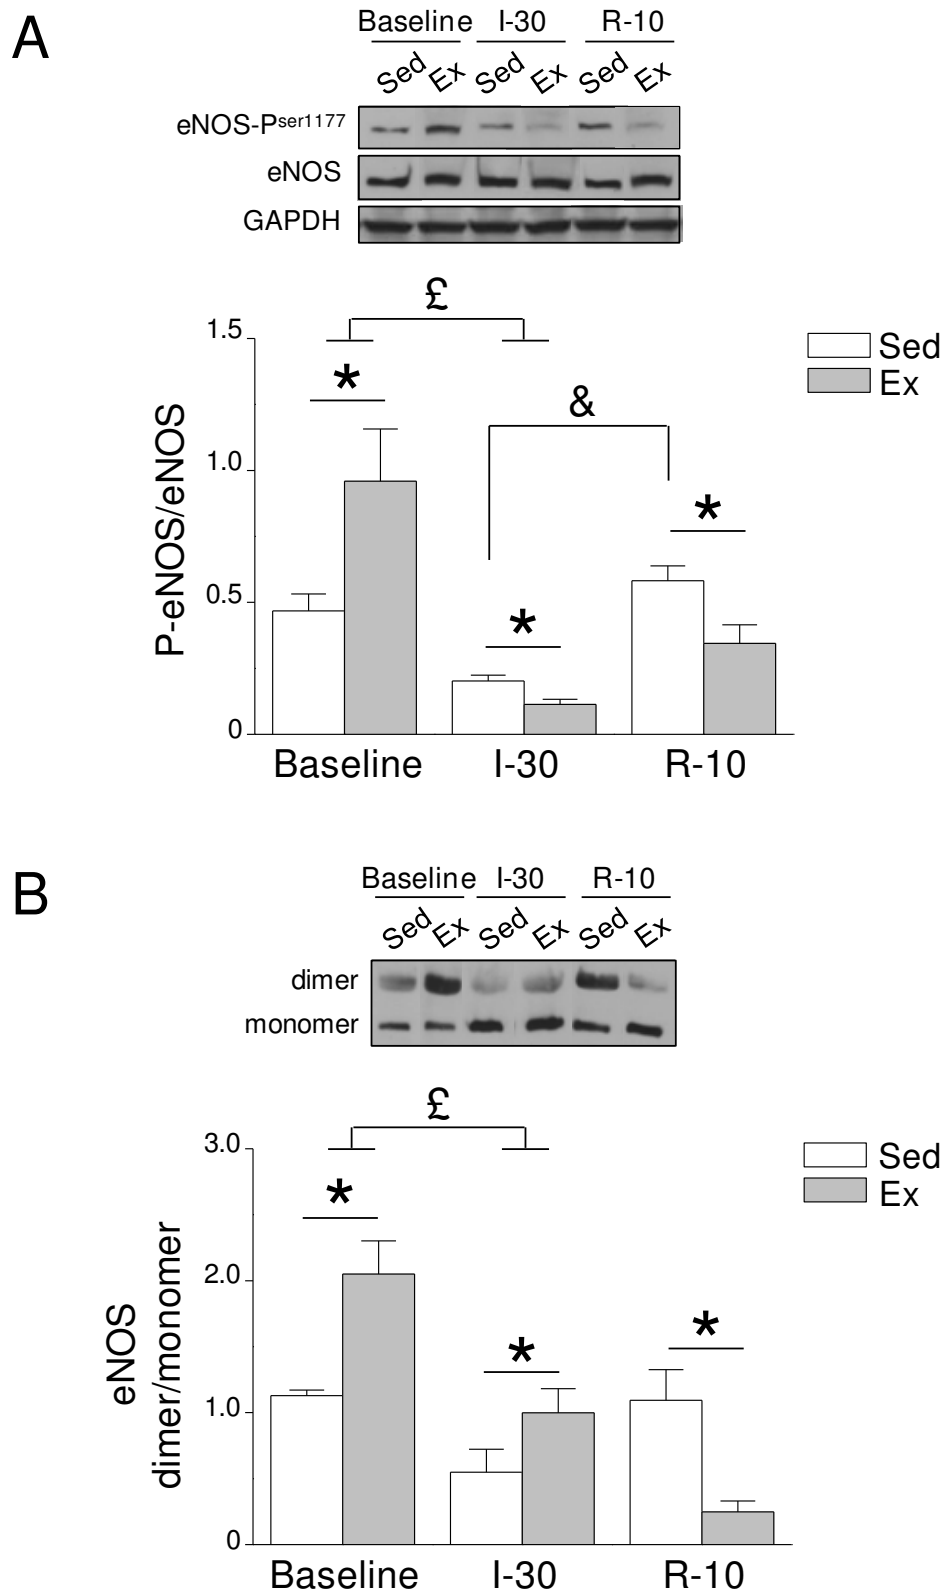 A
Baseline I-30 R-10
Sed Ex Sed Ex Sed Ex
eNOS-Pser1177
eNOS
GAPDH
£
1.5
Sed
Ex
*
&
1.0
*
P-eNOS/eNOS
0.5
*
0
Baseline I-30 R-10
B
Baseline I-30 R-10
Sed Ex Sed Ex Sed Ex
dimer
monomer
£
3.0
Sed
Ex
*
2.0
*
*
eNOS
dimer/monomer
1.0
0
Baseline I-30 R-10